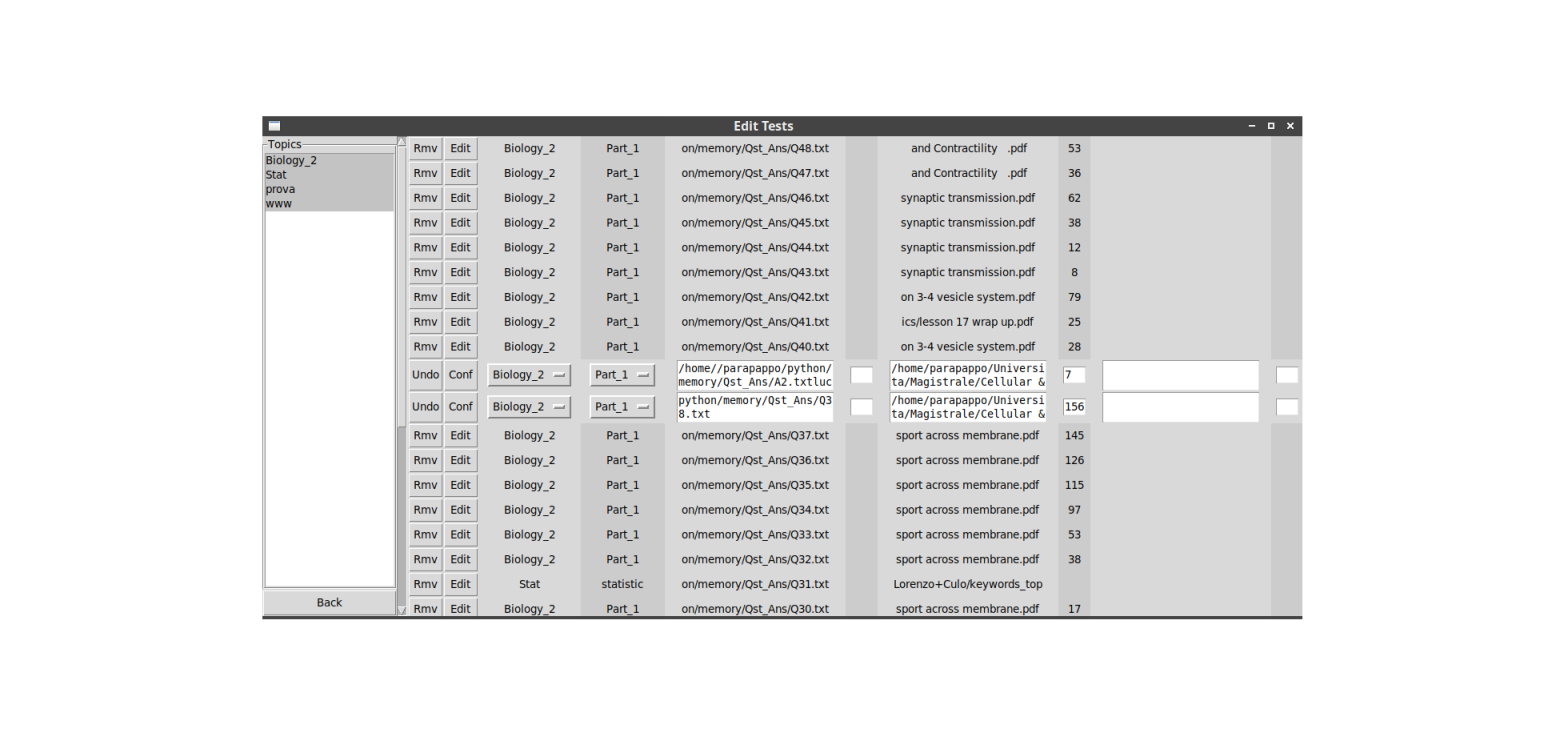 Edit Tests
Topics
Biology_2
Stat
prova
www
Back
Rmv Edit Biology_2 Part_1 on/memory/Qst_Ans/Q48.txt and Contractility .pdf 53
Rmv Edit Biology_2 Part_1 on/memory/Qst_Ans/Q47.txt and Contractility .pdf 36
Rmv Edit Biology_2 Part_1 on/memory/Qst_Ans/Q46.txt synaptic transmission.pdf 62
Rmv Edit Biology_2 Part_1 on/memory/Qst_Ans/Q45.txt synaptic transmission.pdf 38
Rmv Edit Biology_2 Part_1 on/memory/Qst_Ans/Q44.txt synaptic transmission.pdf 12
Rmv Edit Biology_2 Part_1 on/memory/Qst_Ans/Q43.txt synaptic transmission.pdf 8
Rmv Edit Biology_2 Part_1 on/memory/Qst_Ans/Q42.txt on 3-4 vesicle system.pdf 79
Rmv Edit Biology_2 Part_1 on/memory/Qst_Ans/Q41.txt ics/lesson 17 wrap up.pdf 25
Rmv Edit Biology_2 Part_1 on/memory/Qst_Ans/Q40.txt on 3-4 vesicle system.pdf 28
Undo Conf Biology_2 Part_1 /home//parapappo/python/ /home/parapappo/Universi 7
memory/Qst_Ans/A2.txtluc ta/Magistrale/Cellular &
Undo Conf Biology_2 Part_1 python/memory/Qst_Ans/Q3 /home/parapappo/Universi 156
8.txt ta/Magistrale/Cellular &
Rmv Edit Biology_2 Part_1 on/memory/Qst_Ans/Q37.txt sport across membrane.pdf 145
Rmv Edit Biology_2 Part_1 on/memory/Qst_Ans/Q36.txt sport across membrane.pdf 126
Rmv Edit Biology_2 Part_1 on/memory/Qst_Ans/Q35.txt sport across membrane.pdf 115
Rmv Edit Biology_2 Part_1 on/memory/Qst_Ans/Q34.txt sport across membrane.pdf 97
Rmv Edit Biology_2 Part_1 on/memory/Qst_Ans/Q33.txt sport across membrane.pdf 53
Rmv Edit Biology_2 Part_1 on/memory/Qst_Ans/Q32.txt sport across membrane.pdf 38
Rmv Edit Stat statistic on/memory/Qst_Ans/Q31.txt Lorenzo+Culo/keywords_top
Rmv Edit Biology_2 Part_1 on/memory/Qst_Ans/Q30.txt sport across membrane.pdf 17